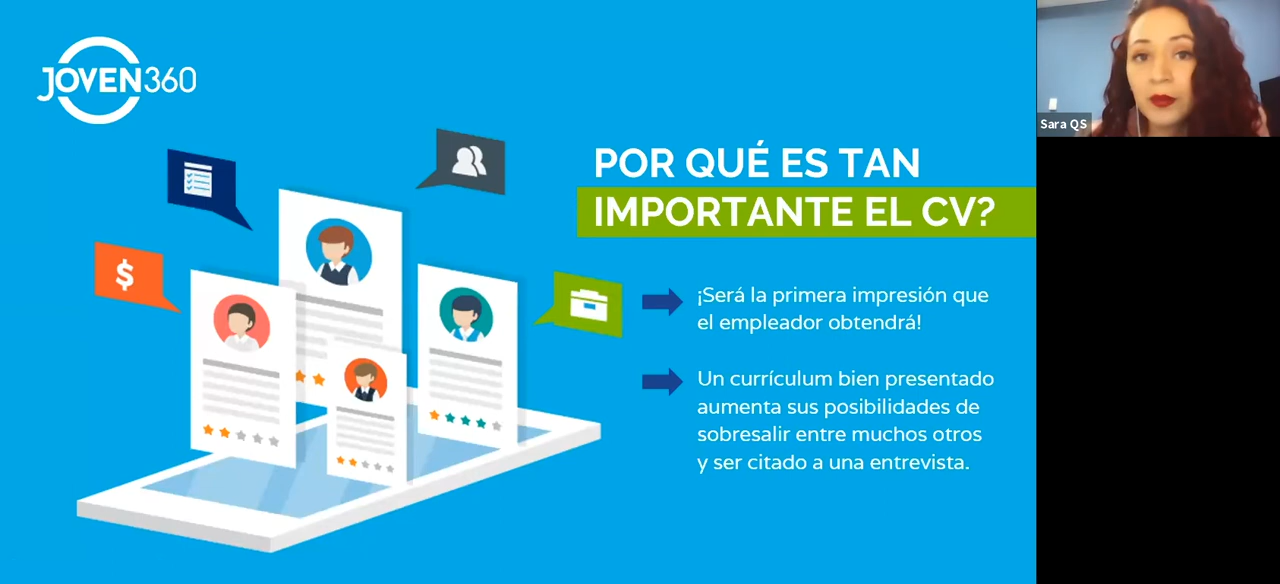 JOVEN360
Sara QS
POR QUÉ ES TAN
IMPORTANTE EL CV?
$
¡Será la primera impresión que
el empleador obtendrá!
Un currículum bien presentado
aumenta sus posibilidades de
sobresalir entre muchos otros
y ser citado a una entrevista.